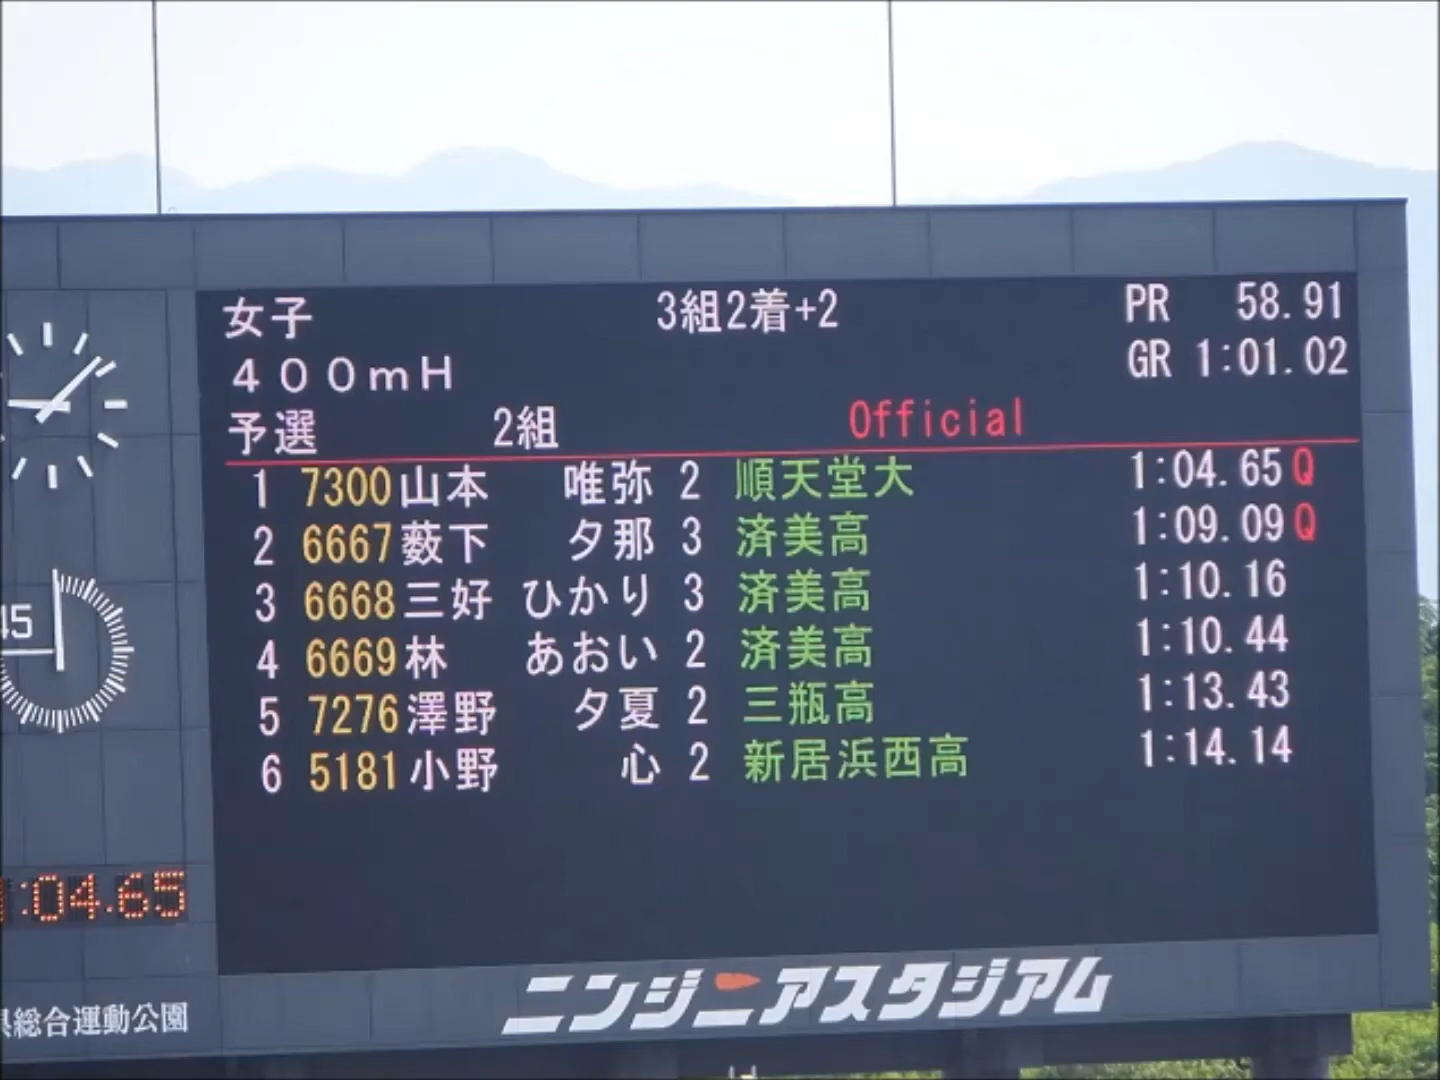 女子 3組2着+2 PR 58.91
400mH GR 1:01.02
予選 2組 Official
1 7300 山本 唯弥 2 順天堂大 1:04.65 Q
2 6667 薮下 夕那 3 済美高 1:09.09 Q
3 6668 三好 ひかり 3 済美高 1:10.16
4 6669 林 あおい 2 済美高 1:10.44
5 7276 澤野 夕夏 2 三瓶高 1:13.43
6 5181 小野 心 2 新居浜西高 1:14.14
45
:04.65
総合運動公園
ニンジニアスタジアム